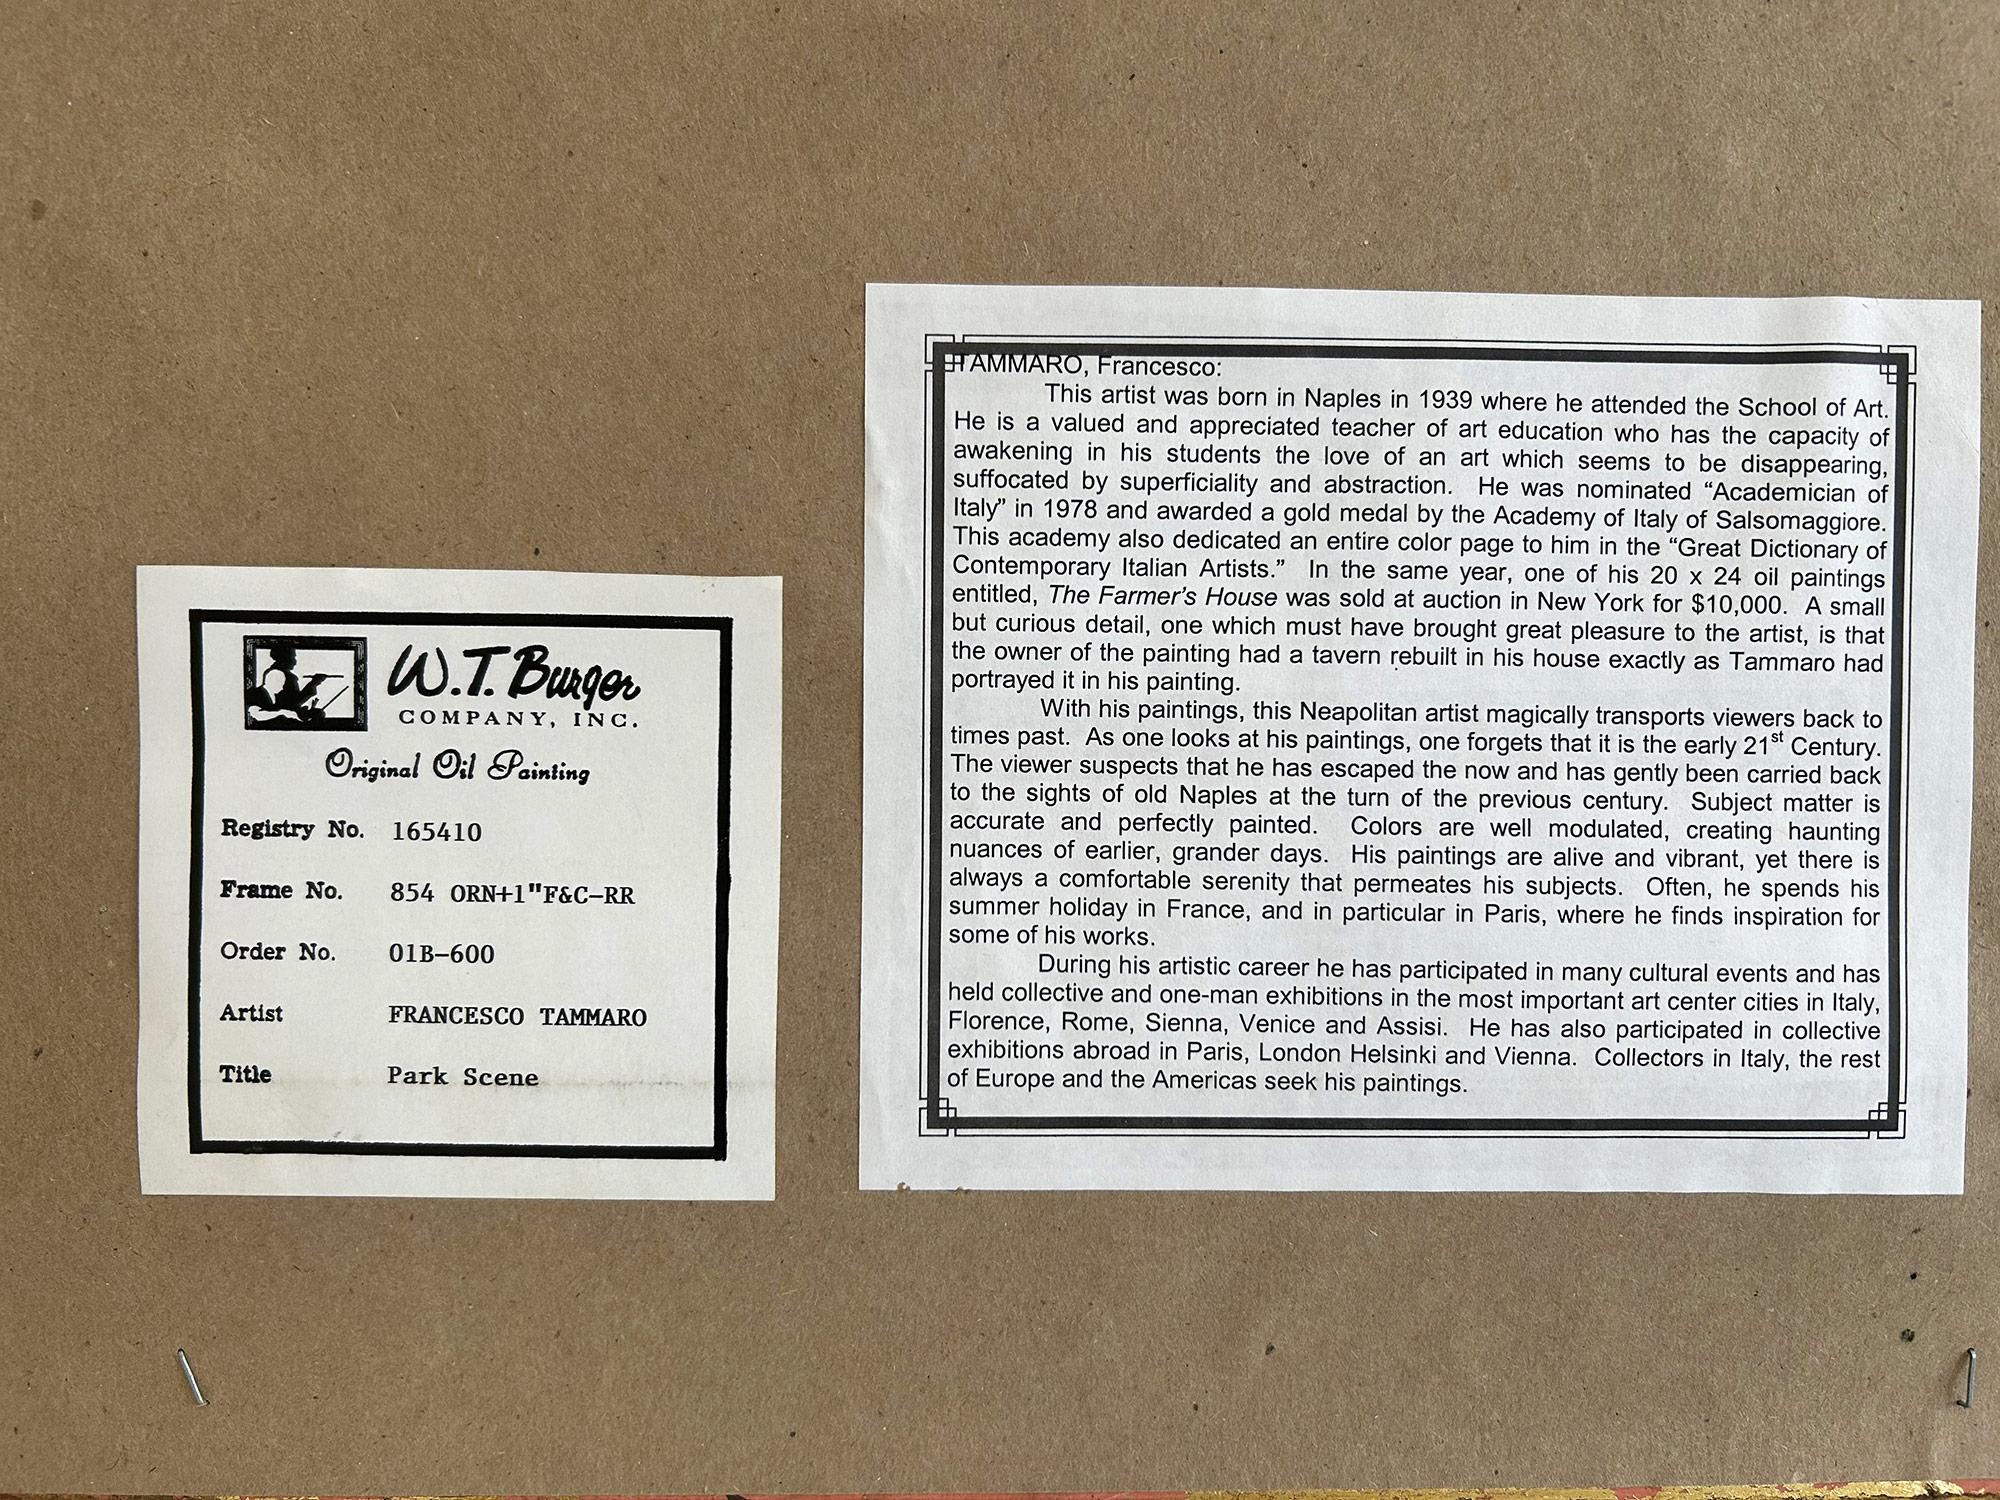 W.T. Burger
COMPANY, INC.
Original Oil Painting
Registry No. 165410
Frame No. 854 ORN+1"F&C-RR
Order No. 01B-600
Artist FRANCESCO TAMMARO
Title Park Scene
TAMMARO, Francesco:
This artist was born in Naples in 1939 where he attended the School of Art.
He is a valued and appreciated teacher of art education who has the capacity of
awakening in his students the love of an art which seems to be disappearing,
suffocated by superficiality and abstraction. He was nominated “Academician of
Italy” in 1978 and awarded a gold medal by the Academy of Italy of Salsomaggiore.
This academy also dedicated an entire color page to him in the “Great Dictionary of
Contemporary Italian Artists.” In the same year, one of his 20 x 24 oil paintings
entitled, The Farmer's House was sold at auction in New York for $10,000. A small
but curious detail, one which must have brought great pleasure to the artist, is that
the owner of the painting had a tavern rebuilt in his house exactly as Tammaro had
portrayed it in his painting.
With his paintings, this Neapolitan artist magically transports viewers back to
times past. As one looks at his paintings, one forgets that it is the early 21st Century.
The viewer suspects that he has escaped the now and has gently been carried back
to the sights of old Naples at the turn of the previous century. Subject matter is
accurate and perfectly painted. Colors are well modulated, creating haunting
nuances of earlier, grander days. His paintings are alive and vibrant, yet there is
always a comfortable serenity that permeates his subjects. Often, he spends his
summer holiday in France, and in particular in Paris, where he finds inspiration for
some of his works.
During his artistic career he has participated in many cultural events and has
held collective and one-man exhibitions in the most important art center cities in Italy,
Florence, Rome, Sienna, Venice and Assisi. He has also participated in collective
exhibitions abroad in Paris, London Helsinki and Vienna. Collectors in Italy, the rest
of Europe and the Americas seek his paintings.